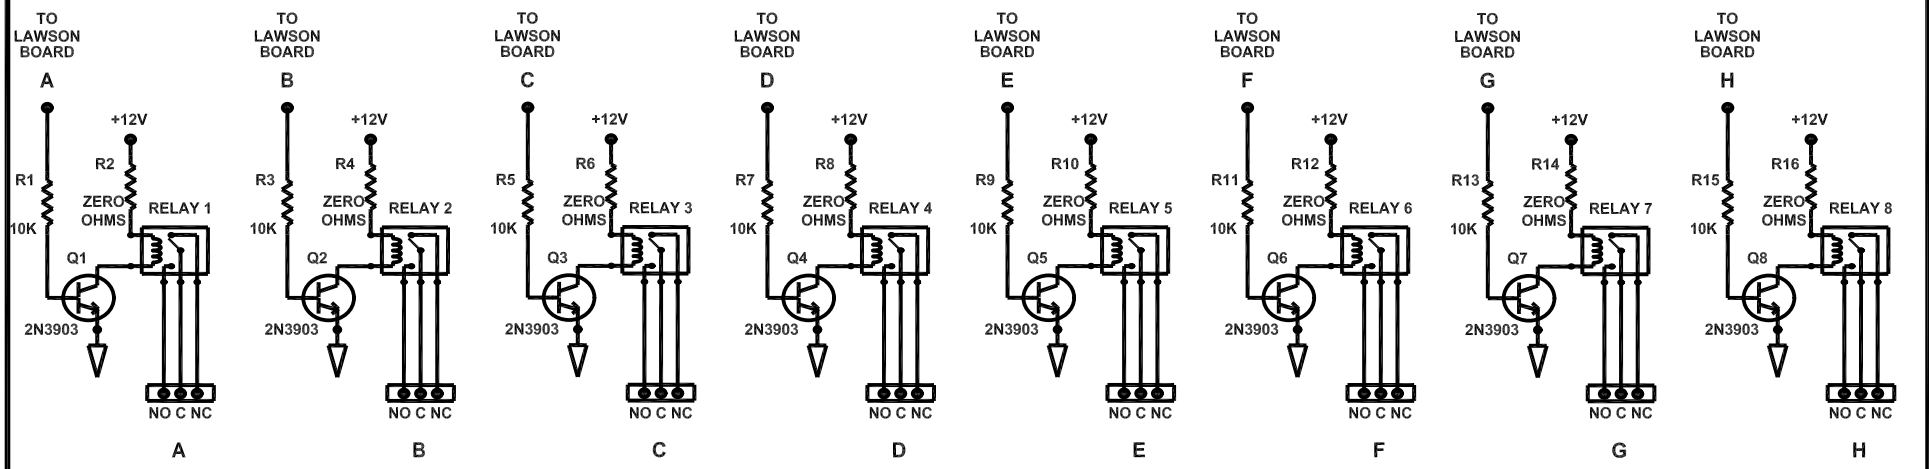 TO TO TO TO TO TO TO TO
LAWSON LAWSON LAWSON LAWSON LAWSON LAWSON LAWSON LAWSON
BOARD BOARD BOARD BOARD BOARD BOARD BOARD BOARD
A B C D E F G H
+12V +12V +12V +12V +12V +12V +12V +12V
R2 R4 R6 R8 R10 R12 R14 R16
R1 R3 R5 R7 R9 R11 R13 R15
ZERO ZERO ZERO ZERO ZERO ZERO ZERO ZERO
RELAY 1 RELAY 2 RELAY 3 RELAY 4 RELAY 5 RELAY 6 RELAY 7 RELAY 8
OHMS OHMS OHMS OHMS OHMS OHMS OHMS OHMS
10K 10K 10K 10K 10K 10K 10K 10K
Q1 Q2 Q3 Q4 Q5 Q6 Q7 Q8
2N3903 2N3903 2N3903 2N3903 2N3903 2N3903 2N3903 2N3903
NO C NC NO C NC NO C NC NO C NC NO C NC NO C NC NO C NC NO C NC
A B C D E F G H